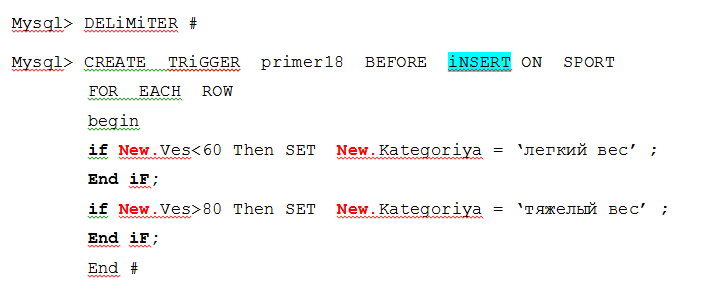 Mysql> DELiMiTER #
Mysql> CREATE TRiGGER primer18 BEFORE iNSERT ON SPORT
FOR EACH ROW
begin
if New.Ves<60 Then SET New.Kategoriya = ‘легкий вес’ ;
End iF;
if New.Ves>80 Then SET New.Kategoriya = ‘тяжелый вес’ ;
End iF;
End #